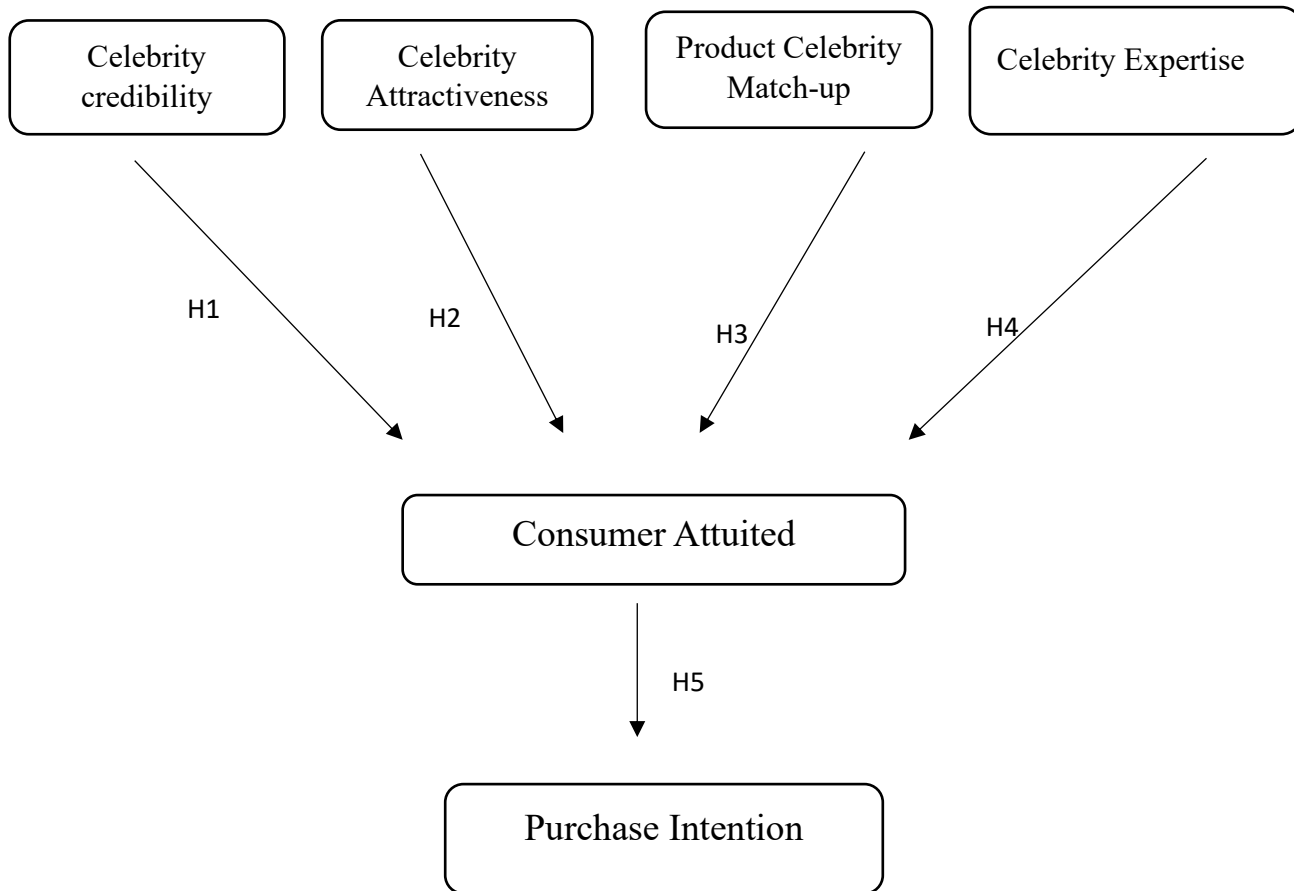 Celebrity
credibility
Celebrity
Attractiveness
Product Celebrity
Match-up
Celebrity Expertise
H1
H2
H3
H4
Consumer Attuited
H5
Purchase Intention